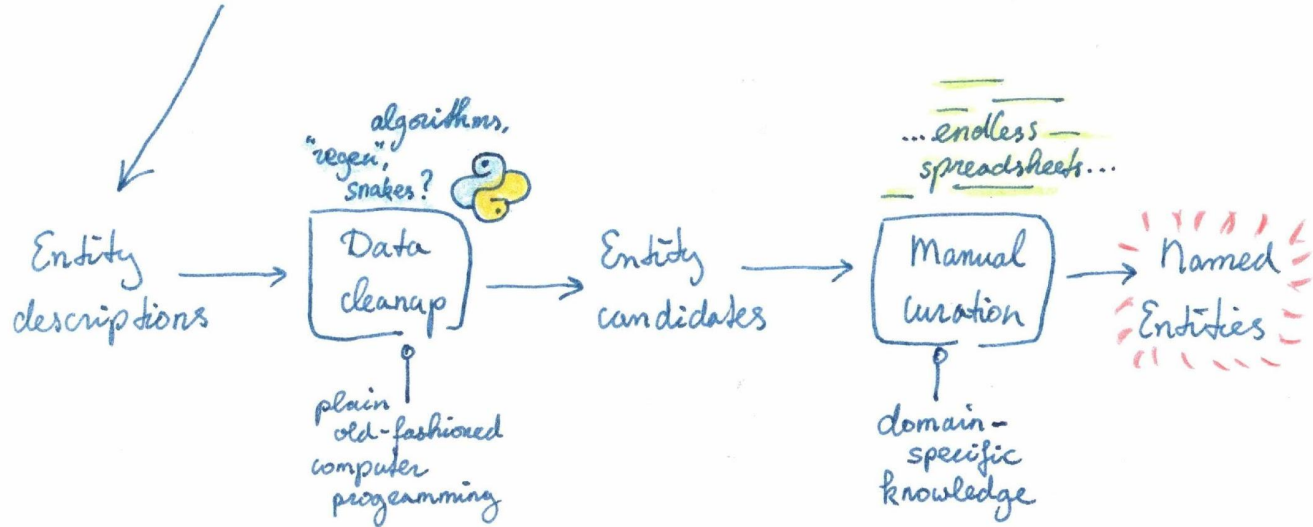 algorithms,
"regex",
snakes?
...endless
spreadsheets...
Entity
descriptions
Data
cleanap
Entity
candidates
Manual
curation
Named
Entities
plain
old-fashioned
computer
programming
domain-
specific
knowledge